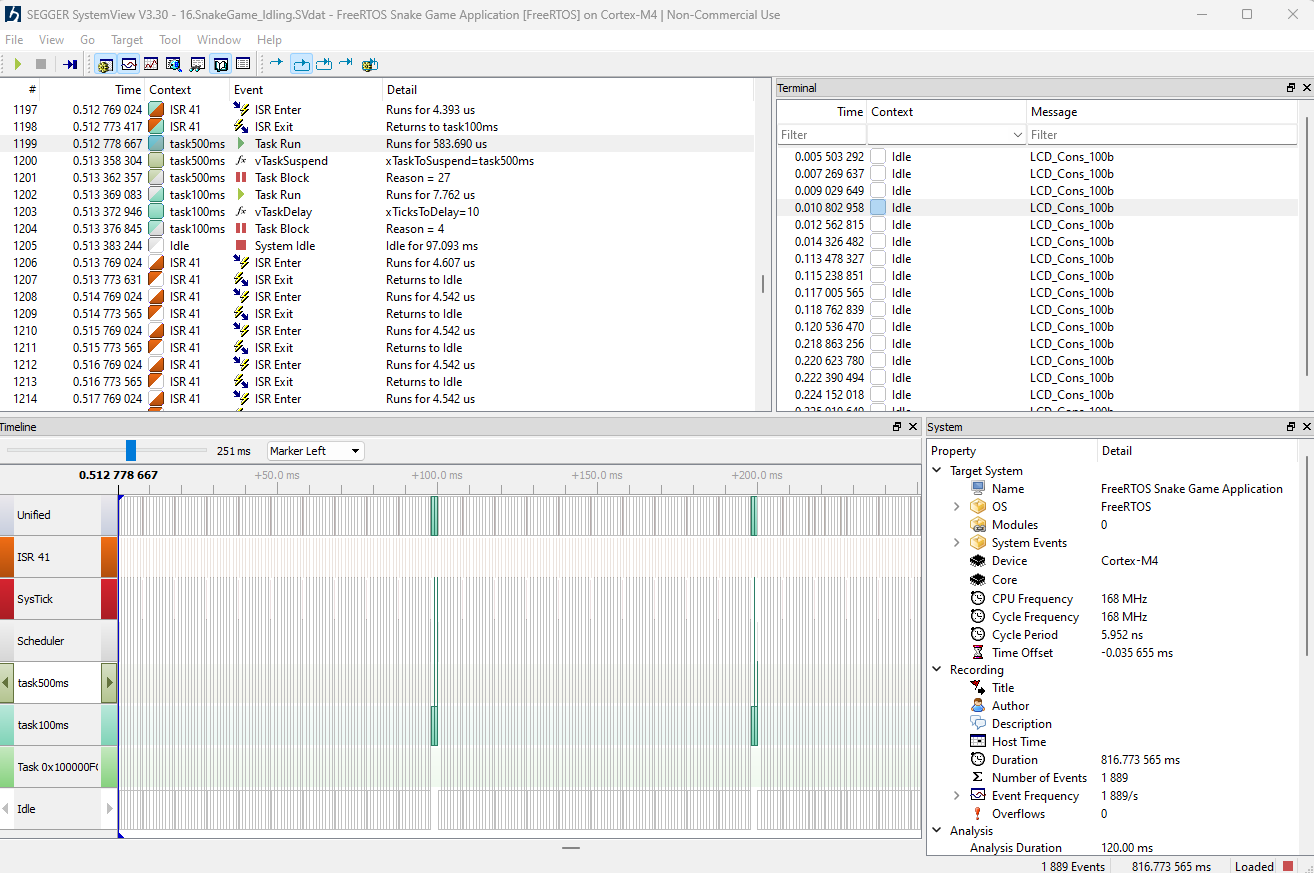 SEGGER SystemView V3.30 - 16.SnakeGame_Idling.SVdat - FreeRTOS Snake Game Application [FreeRTOS] on Cortex-M4 | Non-Commercial Use
File View Go Target Tool Window Help
# Time Context Event Detail
1197 0.512 769 024 ISR 41 ISR Enter Runs for 4.393 us
1198 0.512 773 417 ISR 41 ISR Exit Returns to task100ms
1199 0.512 778 667 task500ms Task Run Runs for 583.690 us
1200 0.513 358 304 task500ms fx vTaskSuspend xTaskToSuspend=task500ms
1201 0.513 362 357 task500ms Task Block Reason = 27
1202 0.513 369 083 task100ms Task Run Runs for 7.762 us
1203 0.513 372 946 task100ms fx vTaskDelay xTicksToDelay=10
1204 0.513 376 845 task100ms Task Block Reason = 4
1205 0.513 383 244 Idle System Idle Idle for 97.093 ms
1206 0.513 769 024 ISR 41 ISR Enter Runs for 4.607 us
1207 0.513 773 631 ISR 41 ISR Exit Returns to Idle
1208 0.514 769 024 ISR 41 ISR Enter Runs for 4.542 us
1209 0.514 773 565 ISR 41 ISR Exit Returns to Idle
1210 0.515 769 024 ISR 41 ISR Enter Runs for 4.542 us
1211 0.515 773 565 ISR 41 ISR Exit Returns to Idle
1212 0.516 769 024 ISR 41 ISR Enter Runs for 4.542 us
1213 0.516 773 565 ISR 41 ISR Exit Returns to Idle
1214 0.517 769 024 ISR 41 ISR Enter Runs for 4.542 us
Terminal
Time Context Message
Filter Filter
0.005 503 292 Idle LCD_Cons_100b
0.007 269 637 Idle LCD_Cons_100b
0.009 029 649 Idle LCD_Cons_100b
0.010 802 958 Idle LCD_Cons_100b
0.012 562 815 Idle LCD_Cons_100b
0.014 326 482 Idle LCD_Cons_100b
0.113 478 327 Idle LCD_Cons_100b
0.115 238 851 Idle LCD_Cons_100b
0.117 005 565 Idle LCD_Cons_100b
0.118 762 839 Idle LCD_Cons_100b
0.120 536 470 Idle LCD_Cons_100b
0.218 863 256 Idle LCD_Cons_100b
0.220 623 780 Idle LCD_Cons_100b
0.222 390 494 Idle LCD_Cons_100b
0.224 152 018 Idle LCD_Cons_100b
Timeline
251 ms Marker Left
0.512 778 667 +50.0 ms +100.0 ms +150.0 ms +200.0 ms
Unified
ISR 41
SysTick
Scheduler
task500ms
task100ms
Task 0x100000F(
Idle
System
Property Detail
Target System
Name FreeRTOS Snake Game Application
OS FreeRTOS
Modules 0
System Events
Device Cortex-M4
Core
CPU Frequency 168 MHz
Cycle Frequency 168 MHz
Cycle Period 5.952 ns
Time Offset -0.035 655 ms
Recording
Title
Author
Description
Host Time
Duration 816.773 565 ms
Number of Events 1 889
Event Frequency 1 889/s
Overflows 0
Analysis
Analysis Duration 120.00 ms
1 889 Events 816.773 565 ms Loaded